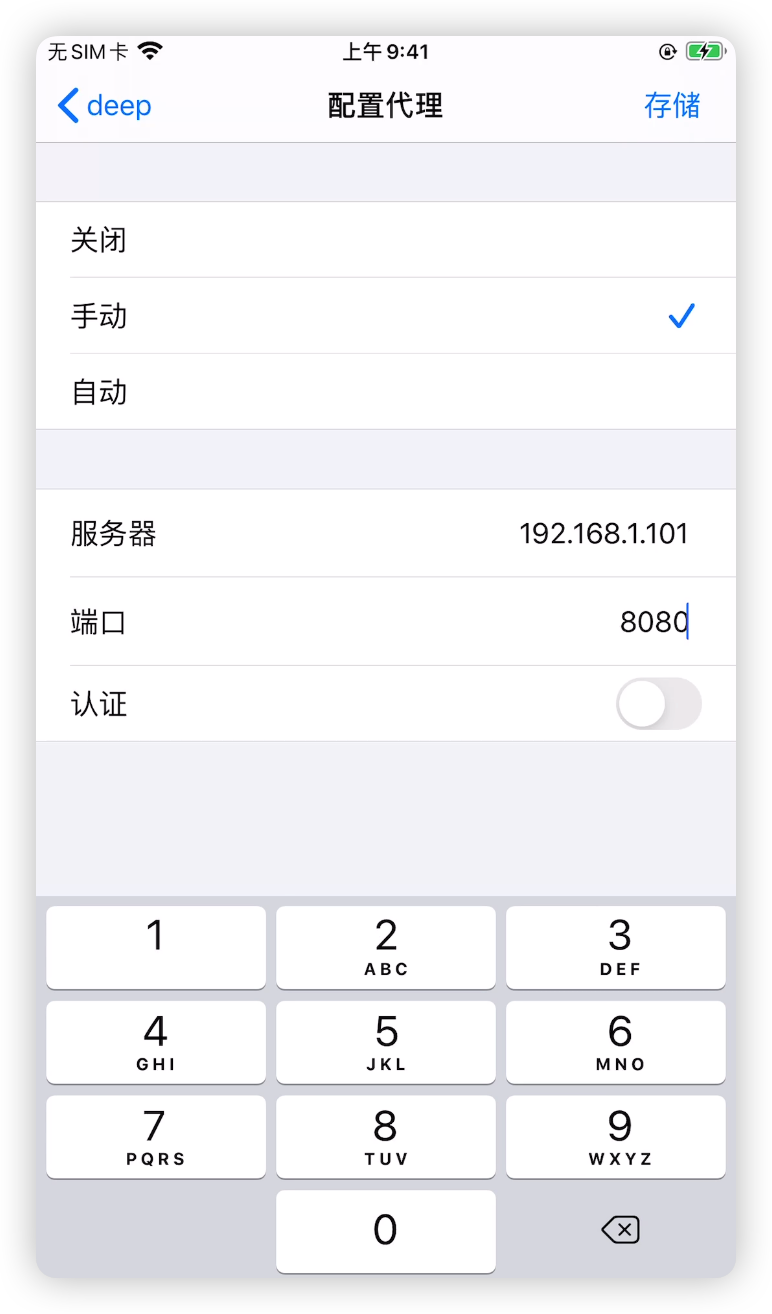 无SIM卡 上午9:41
deep 配置代理 存储
关闭
手动
自动
服务器 192.168.1.101
端口 8080
认证
1 2 3
ABC DEF
4 5 6
GHI JKL MNO
7 8 9
PQRS TUV WXYZ
0